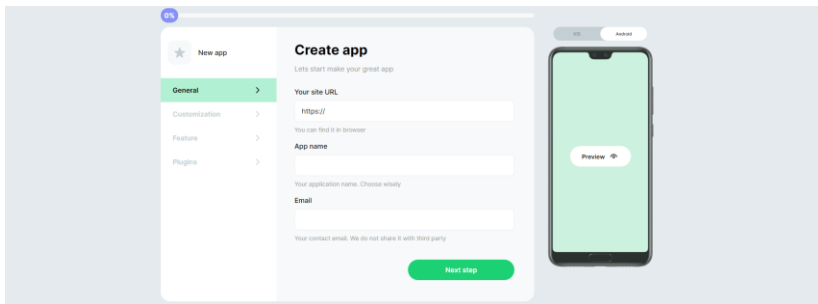 0%
New app
General
Customization
Feature
Plugins
Create app
Lets start make your great app
Your site URL
https://
You can find it in browser
App name
Your application name. Choose wisely
Email
Your contact email. We do not share it with third party
Next step
iOS
Android
Preview